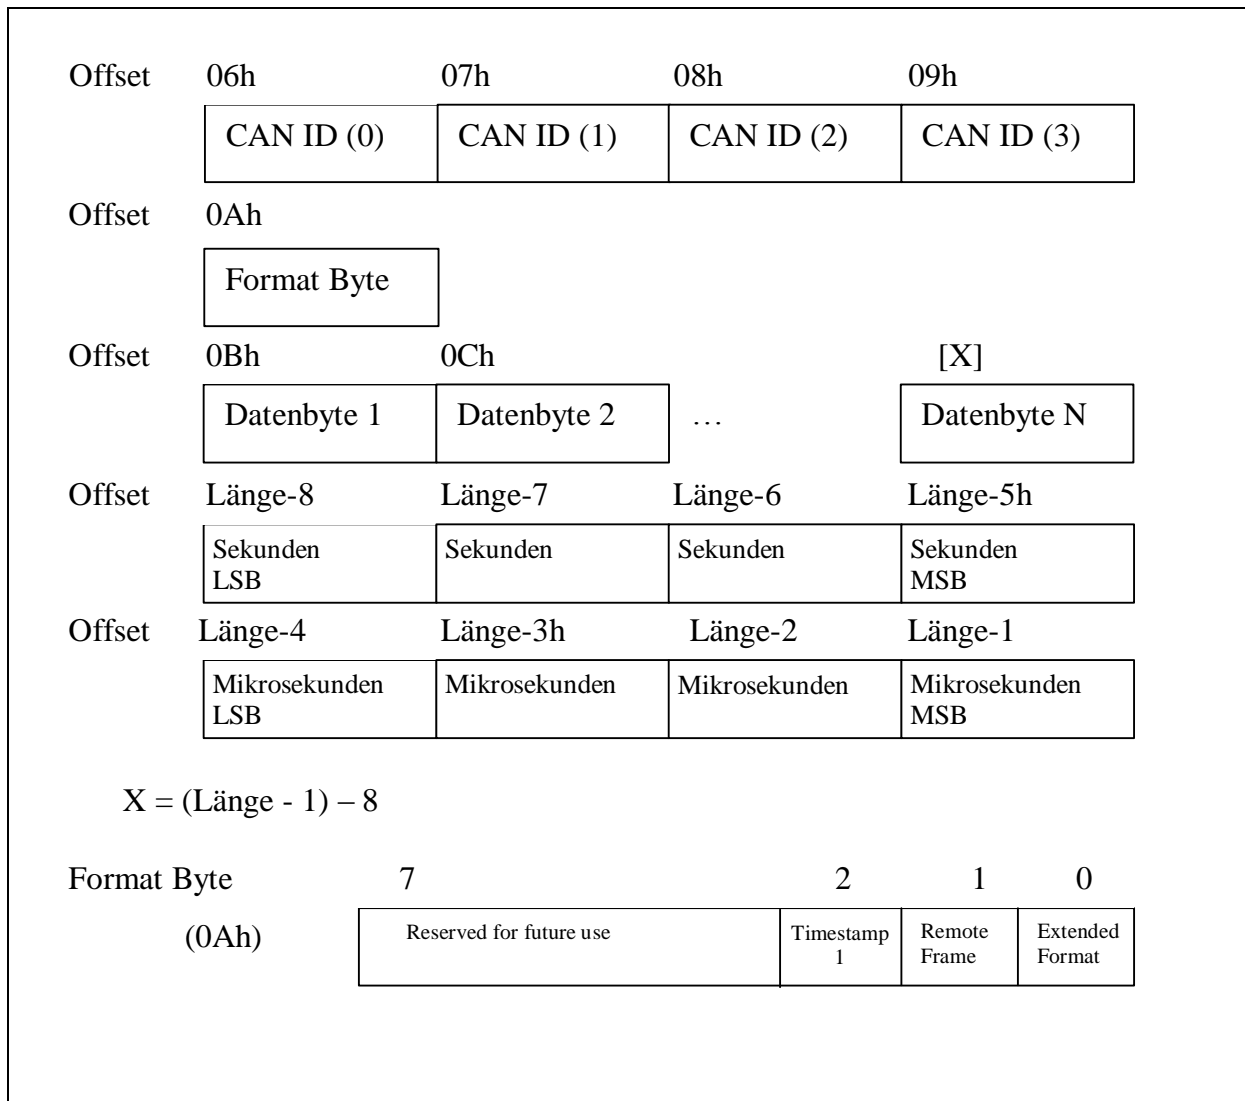 Offset 06h 07h 08h 09h
CAN ID (0) CAN ID (1) CAN ID (2) CAN ID (3)
Offset 0Ah
Format Byte
Offset 0Bh 0Ch [X]
Datenbyte 1 Datenbyte 2 … Datenbyte N
Offset Länge-8 Länge-7 Länge-6 Länge-5h
Sekunden Sekunden Sekunden Sekunden
LSB MSB
Offset Länge-4 Länge-3h Länge-2 Länge-1
Mikrosekunden Mikrosekunden Mikrosekunden Mikrosekunden
LSB MSB
X = (Länge - 1) – 8
Format Byte 7 2 1 0
(0Ah) Reserved for future use Timestamp Remote Extended
1 Frame Format